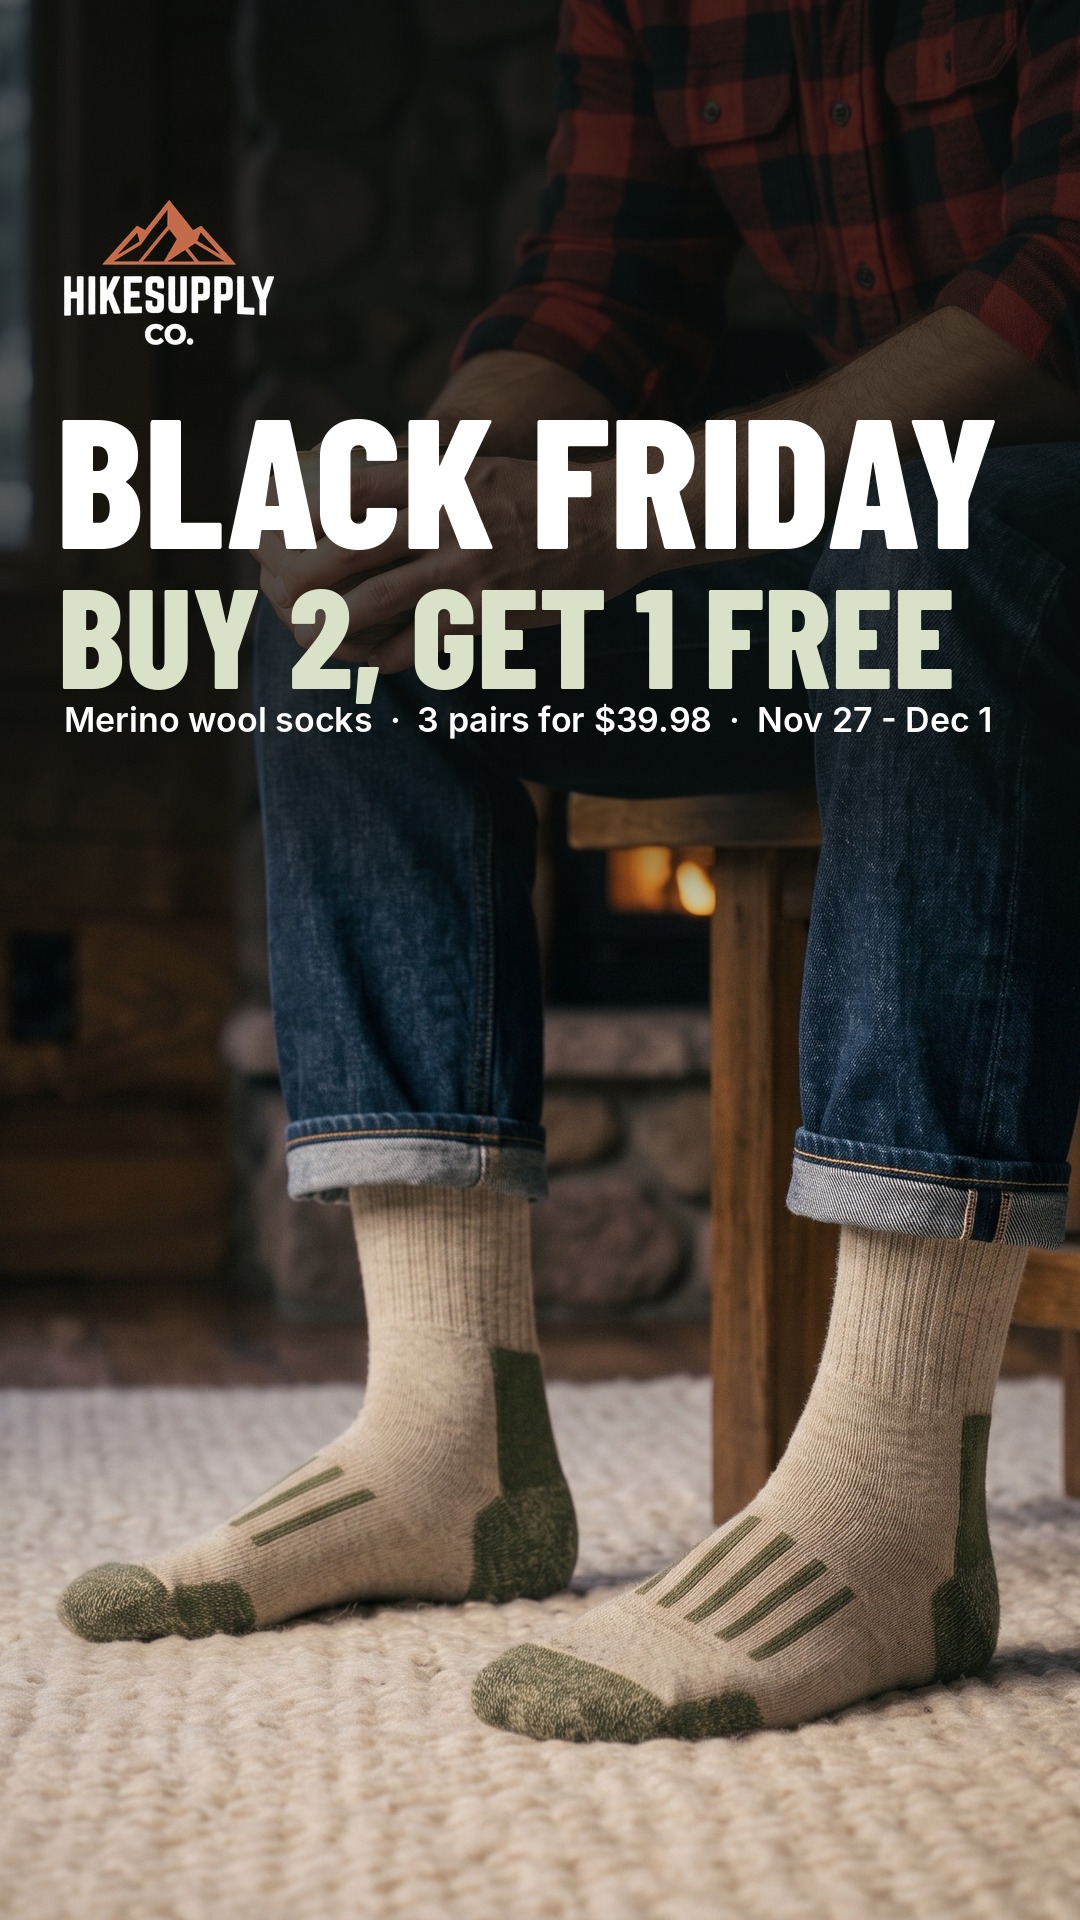 HIKESUPPLY
CO.
BLACK FRIDAY
BUY 2, GET 1 FREE
Merino wool socks · 3 pairs for $39.98 · Nov 27 - Dec 1